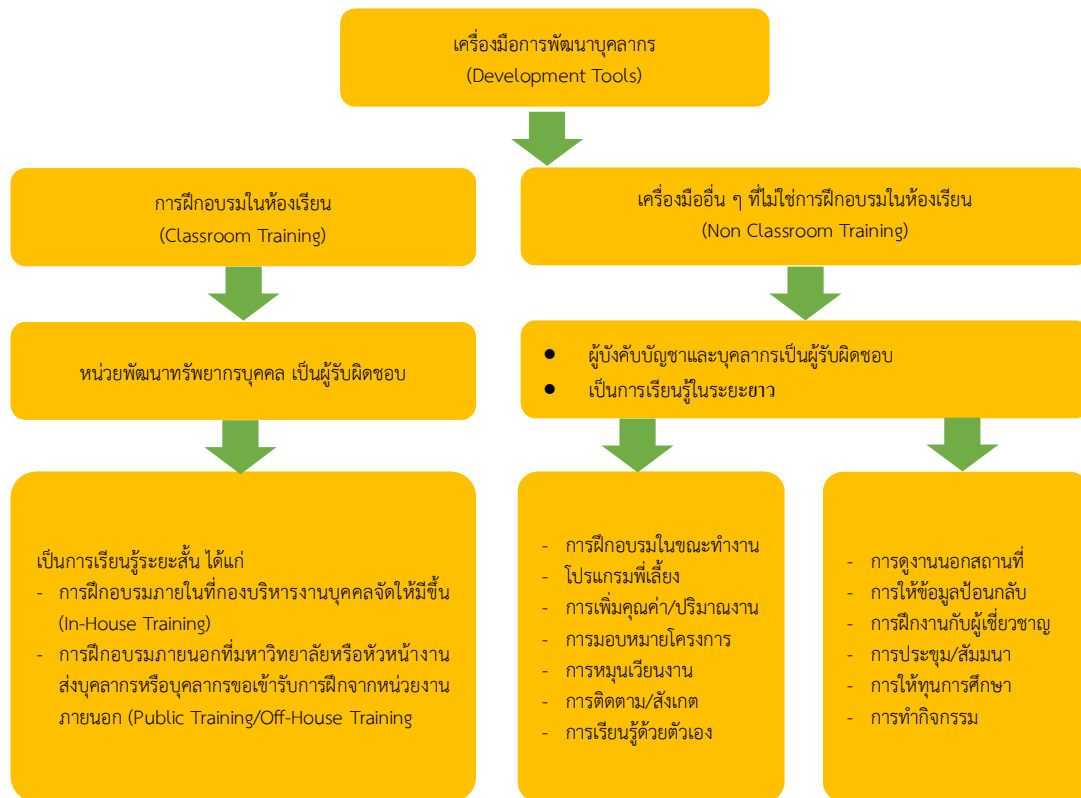 เครื่องมือการพัฒนาบุคลากร
(Development Tools)
การฝึกอบรมในห้องเรียน
(Classroom Training)
เครื่องมืออื่น ๆ ที่ไม่ใช่การฝึกอบรมในห้องเรียน
(Non Classroom Training)
หน่วยพัฒนาทรัพยากรบุคคล เป็นผู้รับผิดชอบ
● ผู้บังคับบัญชาและบุคลากรเป็นผู้รับผิดชอบ
● เป็นการเรียนรู้ในระยะยาว
เป็นการเรียนรู้ระยะสั้น ได้แก่
- การฝึกอบรมภายในที่กองบริหารงานบุคคลจัดให้มีขึ้น
(In-House Training)
- การฝึกอบรมภายนอกที่มหาวิทยาลัยหรือหัวหน้างาน
ส่งบุคลากรหรือบุคลากรขอเข้ารับการฝึกจากหน่วยงาน
ภายนอก (Public Training/Off-House Training
- การฝึกอบรมในขณะทำงาน
- โปรแกรมพี่เลี้ยง
- การเพิ่มคุณค่า/ปริมาณงาน
- การมอบหมายโครงการ
- การหมุนเวียนงาน
- การติดตาม/สังเกต
- การเรียนรู้ด้วยตัวเอง
- การดูงานนอกสถานที่
- การให้ข้อมูลป้อนกลับ
- การฝึกงานกับผู้เชี่ยวชาญ
- การประชุม/สัมมนา
- การให้ทุนการศึกษา
- การทำกิจกรรม